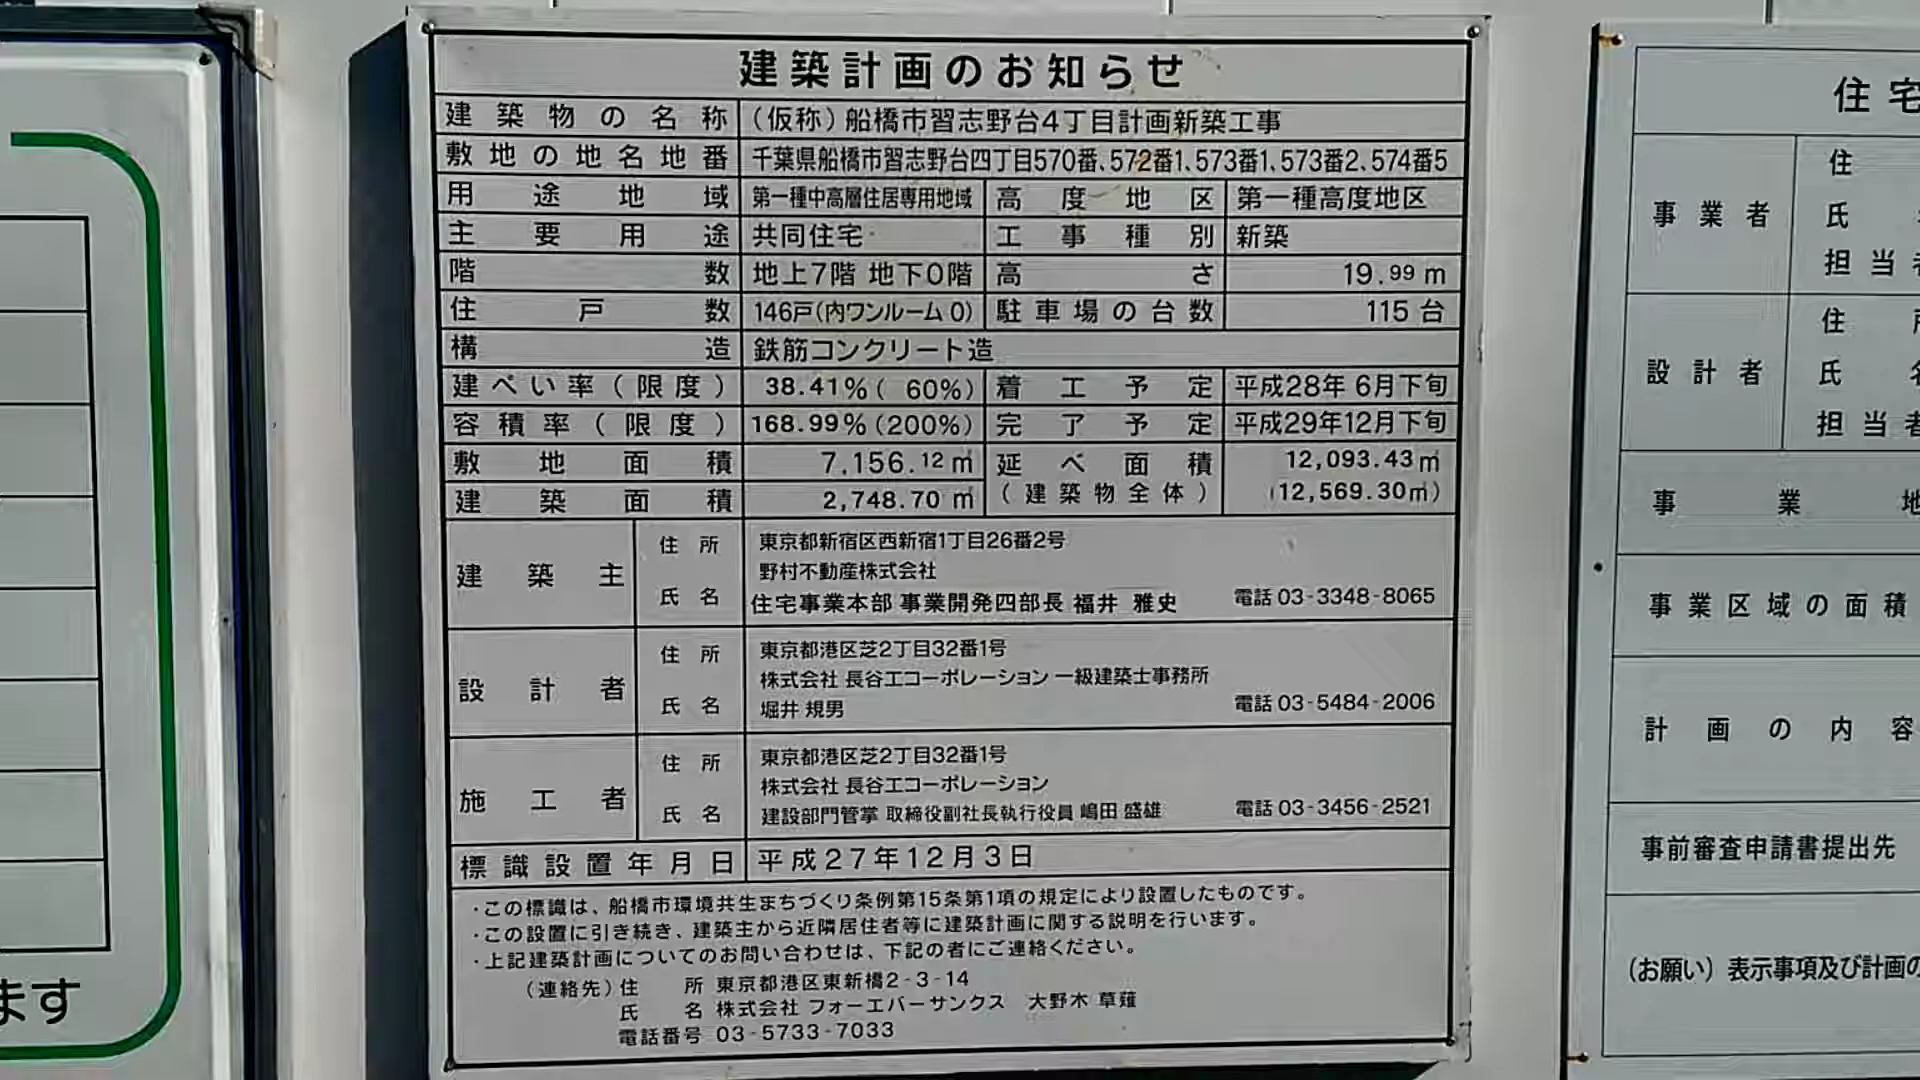 建築計画のお知らせ
建築物の名称 （仮称）船橋市習志野台4丁目計画新築工事
敷地の地名地番 千葉県船橋市習志野台四丁目570番、572番1、573番1、573番2、574番5
用途地域 第一種中高層住居専用地域 高度地区 第一種高度地区
主要用途 共同住宅 工事種別 新築
階数 地上7階 地下0階 高さ 19.99m
住戸数 146戸(内ワンルーム 0) 駐車場の台数 115台
構造 鉄筋コンクリート造
建ぺい率(限度) 38.41%( 60%) 着工予定 平成28年 6月下旬
容積率(限度) 168.99%(200%) 完了予定 平成29年12月下旬
敷地面積 7,156.12㎡ 延べ面積 12,093.43㎡
建築面積 2,748.70㎡ (建築物全体) (12,569.30㎡)
建築主 住所 東京都新宿区西新宿1丁目26番2号
野村不動産株式会社
氏名 住宅事業本部 事業開発四部長 福井 雅史 電話 03-3348-8065
設計者 住所 東京都港区芝2丁目32番1号
株式会社 長谷工コーポレーション 一級建築士事務所
氏名 堀井 規男 電話 03-5484-2006
施工者 住所 東京都港区芝2丁目32番1号
株式会社 長谷工コーポレーション
氏名 建設部門管掌 取締役副社長執行役員 嶋田 盛雄 電話 03-3456-2521
標識設置年月日 平成27年12月3日
・この標識は、船橋市環境共生まちづくり条例第15条第1項の規定により設置したものです。
・この設置に引き続き、建築主から近隣居住者等に建築計画に関する説明を行います。
・上記建築計画についてのお問い合わせは、下記の者にご連絡ください。
（連絡先）住所 東京都港区東新橋2-3-14
氏名 株式会社 フォーエバーサンクス 大野木 草薙
電話番号 03-5733-7033
ます
住宅
事業者 住
氏
担当者
設計者 住所
氏名
担当者
事業地
事業区域の面積
計画の内容
事前審査申請書提出先
（お願い）表示事項及び計画の